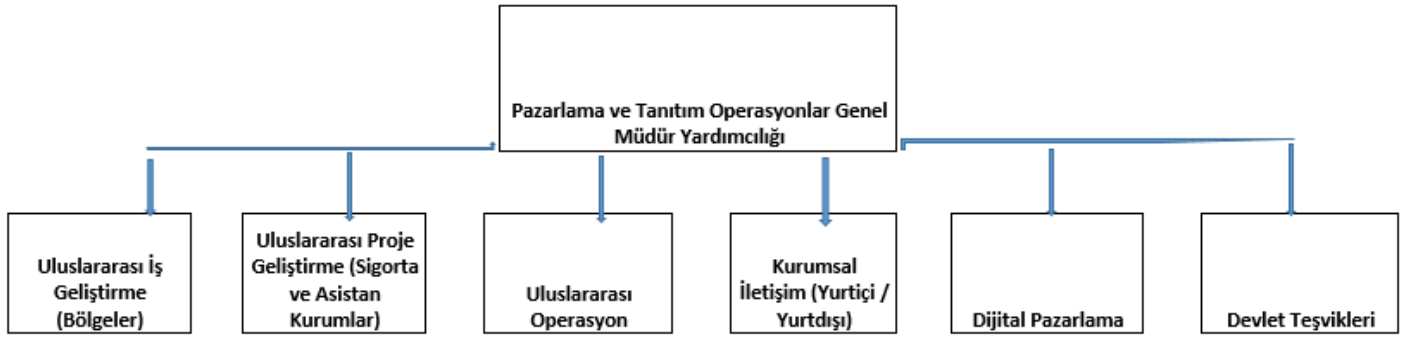 Pazarlama ve Tanıtım Operasyonlar Genel
Müdür Yardımcılığı
Uluslararası İş
Geliştirme
(Bölgeler)
Uluslararası Proje
Geliştirme (Sigorta
ve Asistan
Kurumlar)
Uluslararası
Operasyon
Kurumsal
İletişim (Yurtiçi /
Yurtdışı)
Dijital Pazarlama
Devlet Teşvikleri